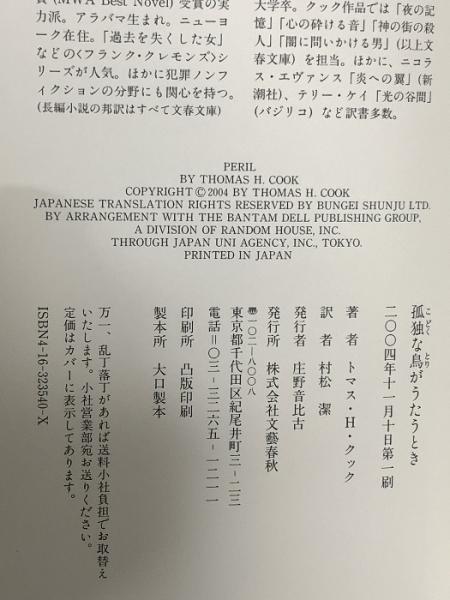 賞(MWA Best Novel)受賞の実
力派。アラバマ生まれ。ニューヨ
ーク在住。「過去を失くした女」
などの〈フランク・クレモンズ〉シ
リーズが人気。ほかに犯罪ノンフ
ィクションの分野にも関心を持つ。
(長編小説の邦訳はすべて文春文庫)
大学卒。クック作品では「夜の記
憶」「心の砕ける音」「神の街の殺
人」「闇に問いかける男」(以上文
春文庫)を担当。ほかに、ニコラ
ス・エヴァンス「炎への翼」(新
潮社)、テリー・ケイ「光の谷間」
(バジリコ)など訳書多数。
PERIL
BY THOMAS H. COOK
COPYRIGHT © 2004 BY THOMAS H. COOK
JAPANESE TRANSLATION RIGHTS RESERVED BY BUNGEI SHUNJU LTD.
BY ARRANGEMENT WITH THE BANTAM DELL PUBLISHING GROUP,
A DIVISION OF RANDOM HOUSE, INC.
THROUGH JAPAN UNI AGENCY, INC., TOKYO.
PRINTED IN JAPAN
孤独な鳥がうたうとき
こどく とり
二〇〇四年十一月十日第一刷
著者 トマス・H・クック
訳者 村松 潔
発行者 庄野音比古
発行所 株式会社文藝春秋
〒一〇二―八〇〇八
東京都千代田区紀尾井町三―二三
電話=〇三―三二六五―一二一一
印刷所 凸版印刷
製本所 大口製本
万一、乱丁落丁があれば送料小社負担でお取替え
いたします。小社営業部宛お送りください。
定価はカバーに表示してあります。
ISBN4-16-323540-X